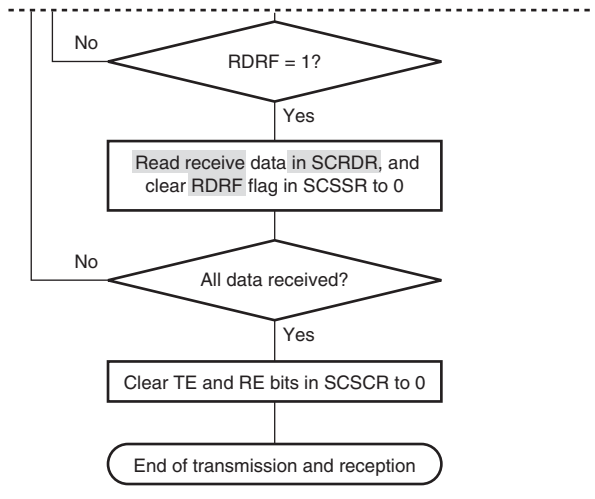 No
RDRF = 1?
Yes
Read receive data in SCRDR, and
clear RDRF flag in SCSSR to 0
No
All data received?
Yes
Clear TE and RE bits in SCSCR to 0
End of transmission and reception